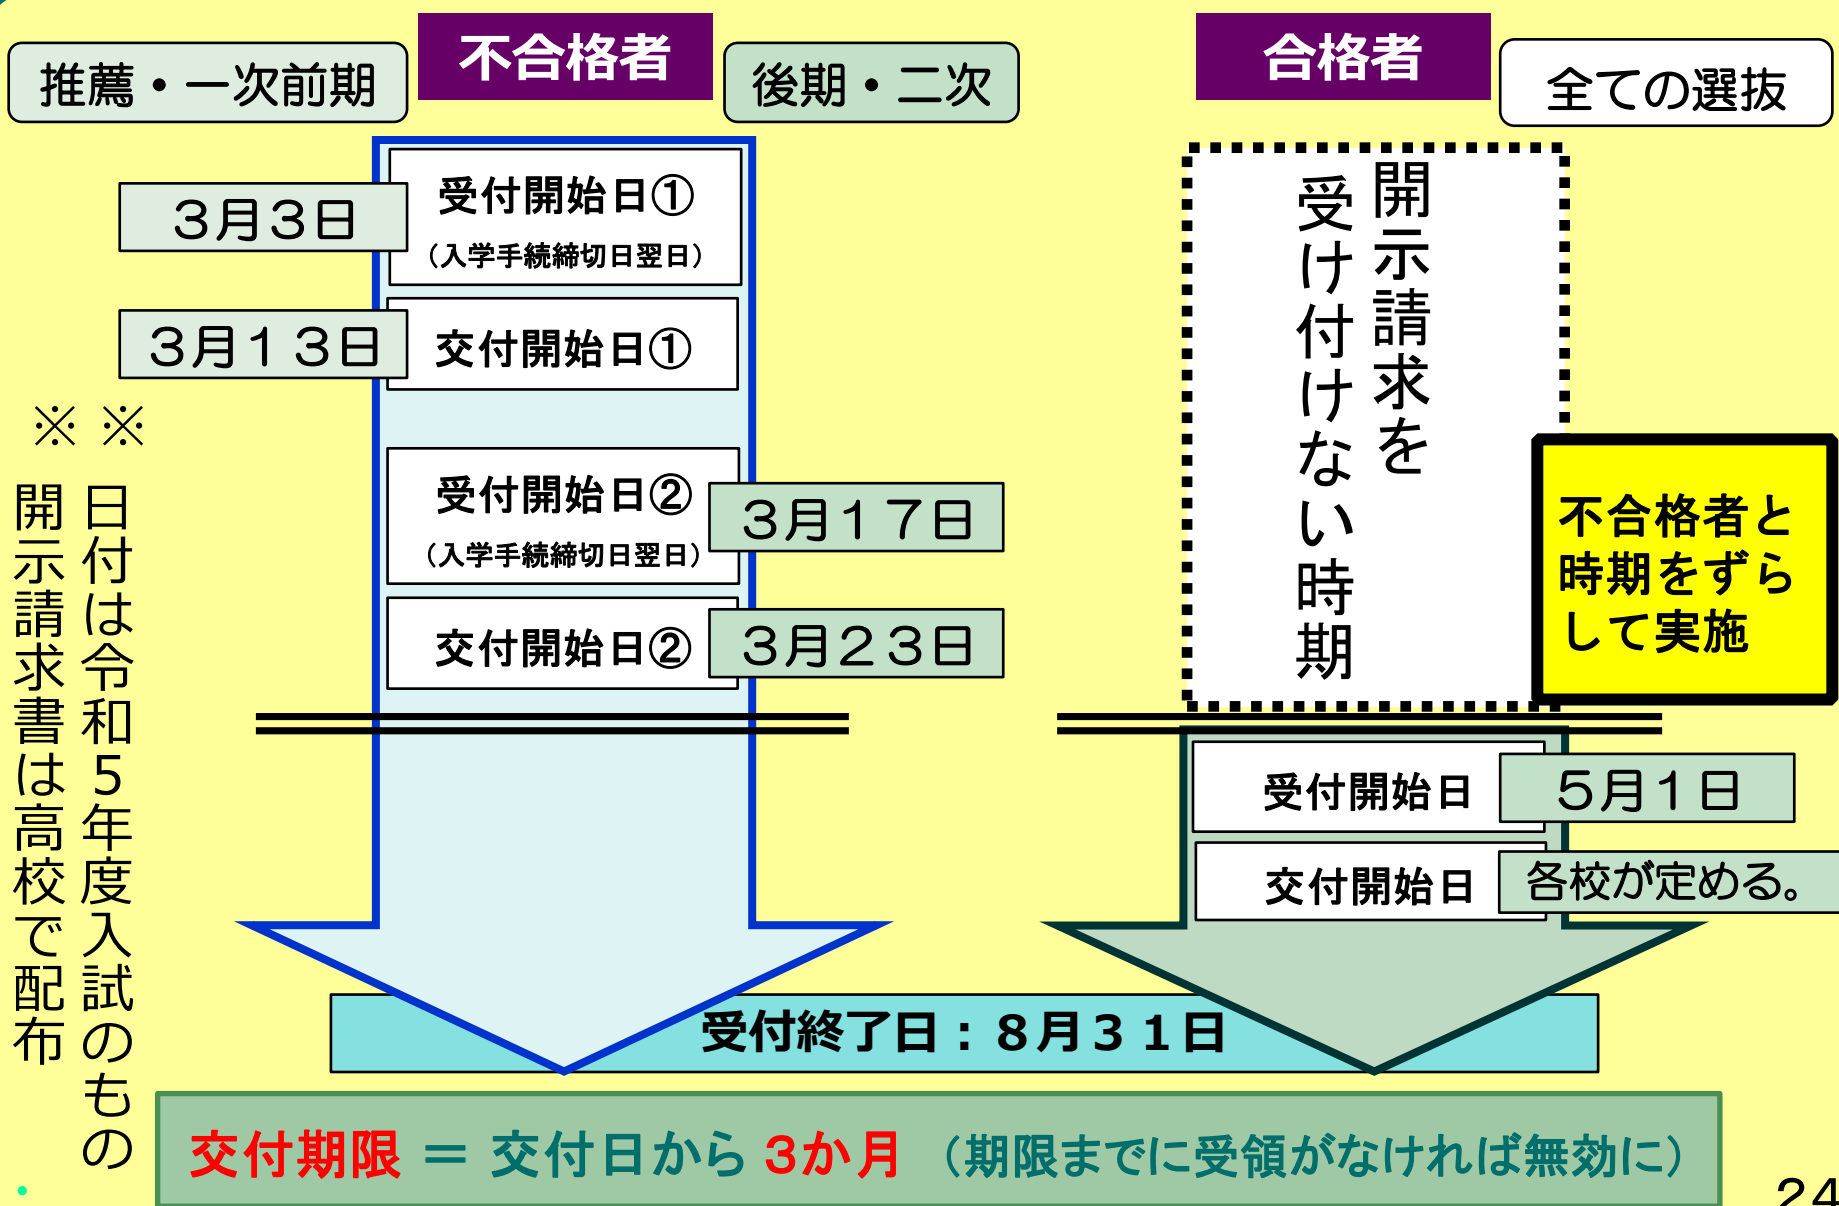 推薦・一次前期
不合格者
後期・二次
合格者
全ての選抜
3月3日
受付開始日①
(入学手続締切日翌日)
3月13日
交付開始日①
受付開始日②
(入学手続締切日翌日)
3月17日
交付開始日②
3月23日
※日付は令和5年度入試のもの
※開示請求書は高校で配布
開示請求を
受け付けない時期
不合格者と
時期をずら
して実施
受付開始日
5月1日
交付開始日
各校が定める。
受付終了日：8月31日
交付期限 ＝ 交付日から 3か月 (期限までに受領がなければ無効に)
24